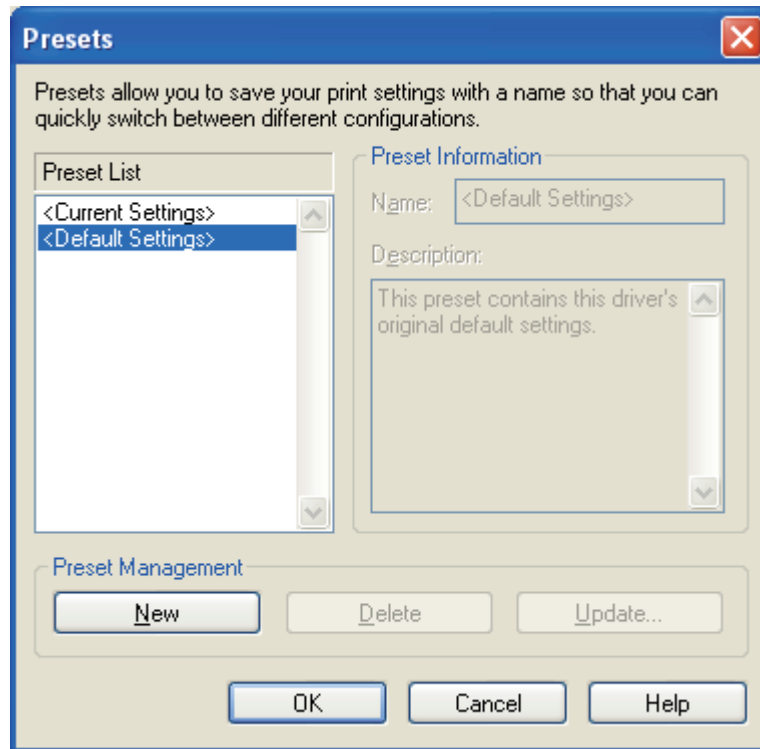 Presets
Presets allow you to save your print settings with a name so that you can
quickly switch between different configurations.
Preset List
<Current Settings>
<Default Settings>
Preset Information
Name:
<Default Settings>
Description:
This preset contains this driver's
original default settings.
Preset Management
New
Delete
Update...
OK
Cancel
Help